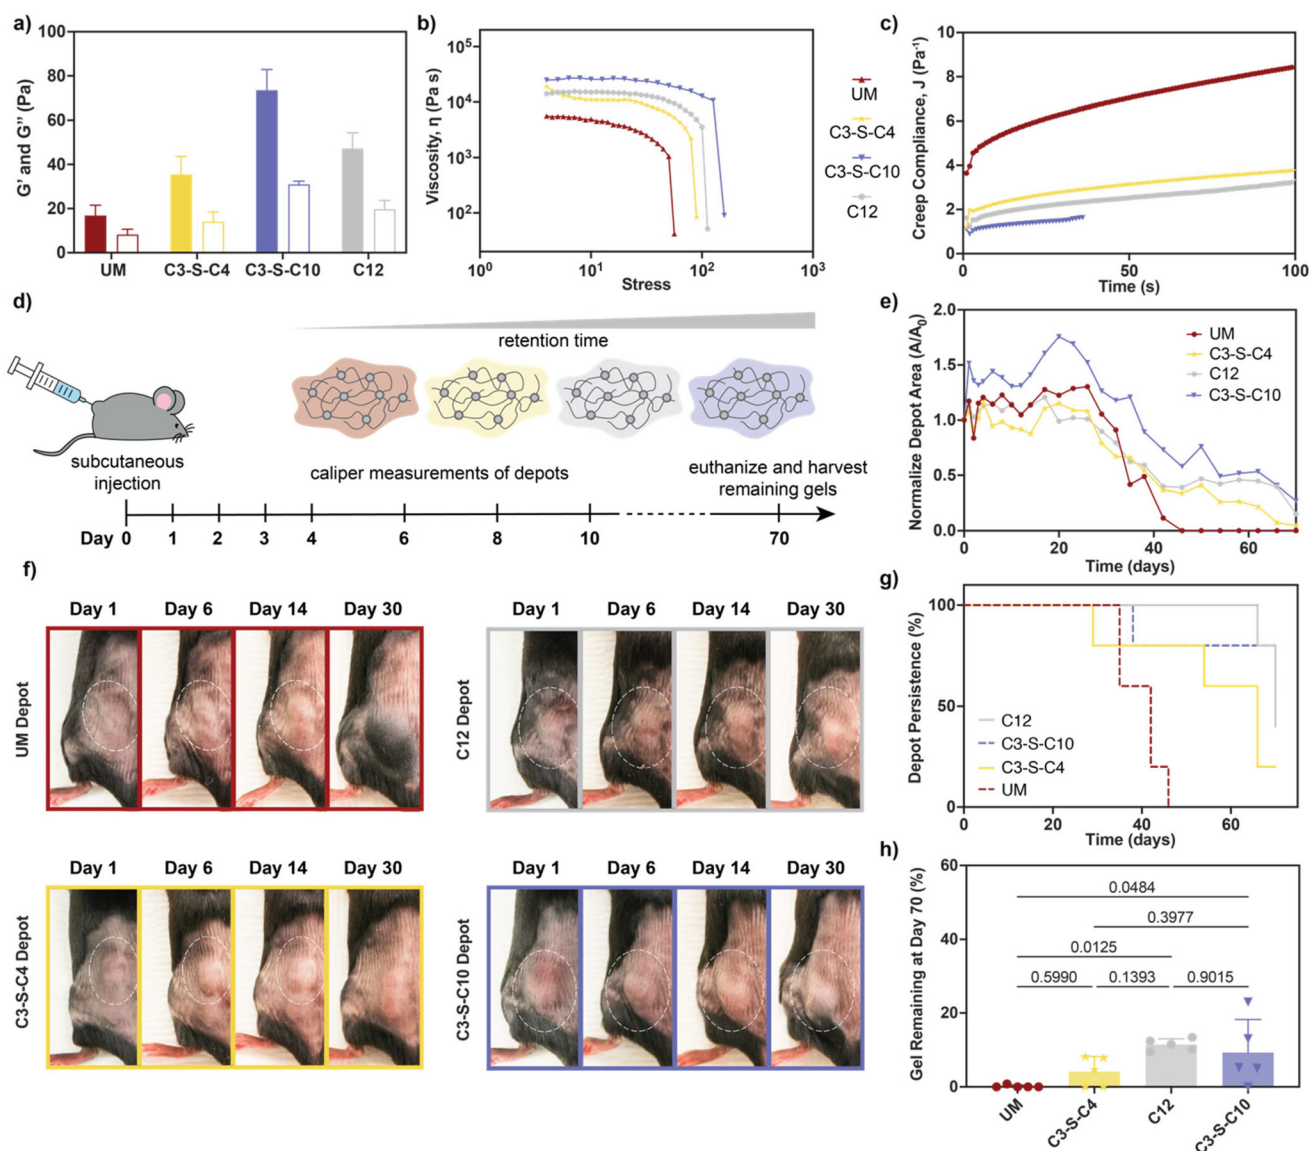 a)
G' and G'' (Pa)
100
80
60
40
20
0
UM
C3-S-C4
C3-S-C10
C12
b)
Viscosity, η (Pa s)
10⁵
10⁴
10³
10²
10⁰
10¹
10²
10³
Stress
UM
C3-S-C4
C3-S-C10
C12
c)
Creep Compliance, J (Pa⁻¹)
10
8
6
4
2
0
0
50
100
Time (s)
d)
retention time
subcutaneous
injection
caliper measurements of depots
euthanize and harvest
remaining gels
Day 0 1 2 3 4 6 8 10 70
e)
Normalize Depot Area (A/A₀)
2.0
1.5
1.0
0.5
0.0
0
20
40
60
Time (days)
UM
C3-S-C4
C12
C3-S-C10
f)
Day 1 Day 6 Day 14 Day 30
UM Depot
Day 1 Day 6 Day 14 Day 30
C12 Depot
Day 1 Day 6 Day 14 Day 30
C3-S-C4 Depot
Day 1 Day 6 Day 14 Day 30
C3-S-C10 Depot
g)
Depot Persistence (%)
100
50
0
0
20
40
60
Time (days)
C12
C3-S-C10
C3-S-C4
UM
h)
Gel Remaining at Day 70 (%)
60
40
20
0
0.0484
0.3977
0.0125
0.5990 0.1393 0.9015
UM
C3-S-C4
C12
C3-S-C10